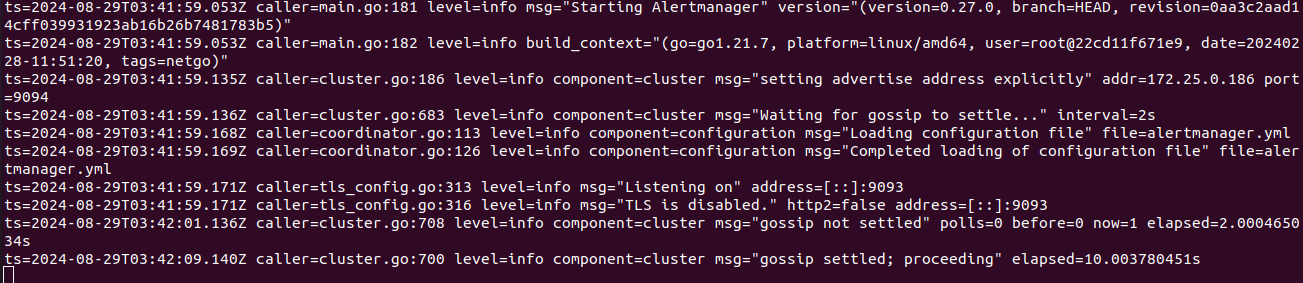 ts=2024-08-29T03:41:59.053Z caller=main.go:181 level=info msg="Starting Alertmanager" version="(version=0.27.0, branch=HEAD, revision=0aa3c2aad1
4cff039931923ab16b26b7481783b5)"
ts=2024-08-29T03:41:59.053Z caller=main.go:182 level=info build_context="(go=go1.21.7, platform=linux/amd64, user=root@22cd11f671e9, date=202402
28-11:51:20, tags=netgo)"
ts=2024-08-29T03:41:59.135Z caller=cluster.go:186 level=info component=cluster msg="setting advertise address explicitly" addr=172.25.0.186 port
=9094
ts=2024-08-29T03:41:59.136Z caller=cluster.go:683 level=info component=cluster msg="Waiting for gossip to settle..." interval=2s
ts=2024-08-29T03:41:59.168Z caller=coordinator.go:113 level=info component=configuration msg="Loading configuration file" file=alertmanager.yml
ts=2024-08-29T03:41:59.169Z caller=coordinator.go:126 level=info component=configuration msg="Completed loading of configuration file" file=aler
tmanager.yml
ts=2024-08-29T03:41:59.171Z caller=tls_config.go:313 level=info msg="Listening on" address=[::]:9093
ts=2024-08-29T03:41:59.171Z caller=tls_config.go:316 level=info msg="TLS is disabled." http2=false address=[::]:9093
ts=2024-08-29T03:42:01.136Z caller=cluster.go:708 level=info component=cluster msg="gossip not settled" polls=0 before=0 now=1 elapsed=2.0004650
34s
ts=2024-08-29T03:42:09.140Z caller=cluster.go:700 level=info component=cluster msg="gossip settled; proceeding" elapsed=10.003780451s